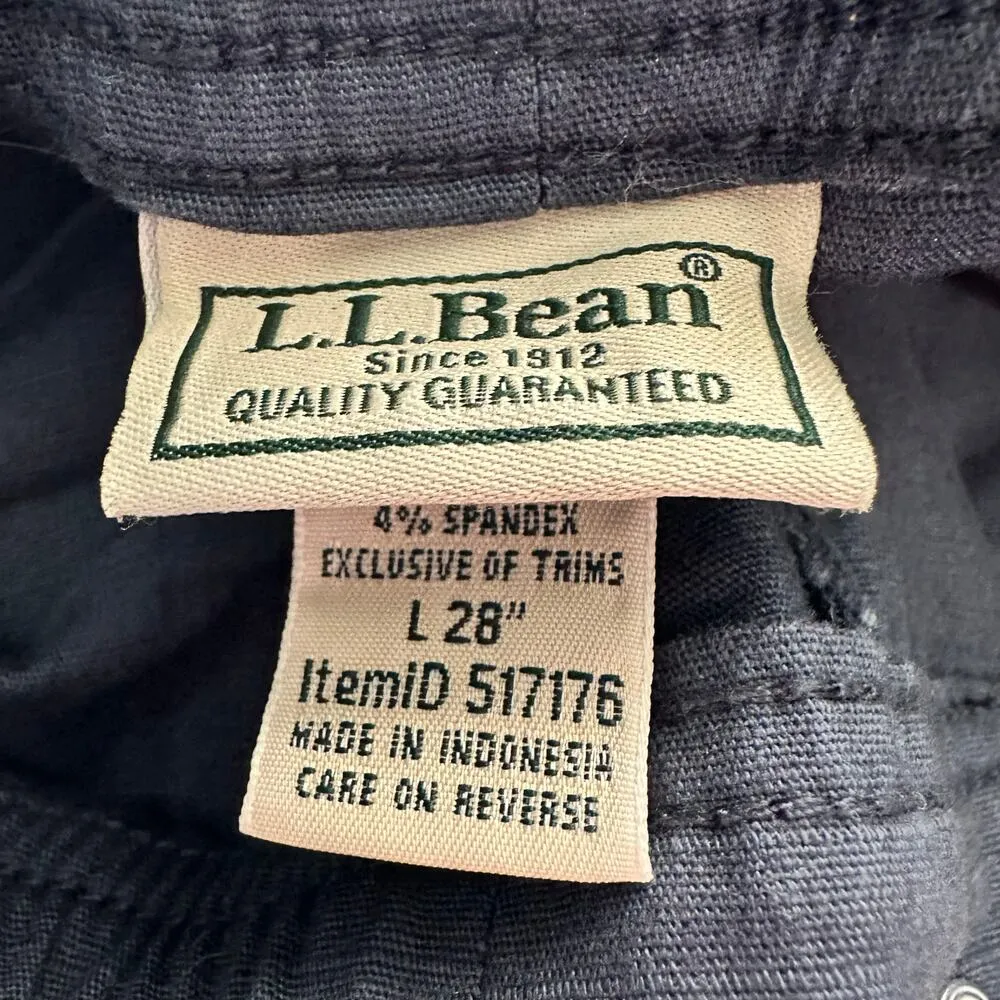 L.L.Bean®
Since 1912
QUALITY GUARANTEED
4% SPANDEX
EXCLUSIVE OF TRIMS
L 28"
ItemID 517176
MADE IN INDONESIA
CARE ON REVERSE